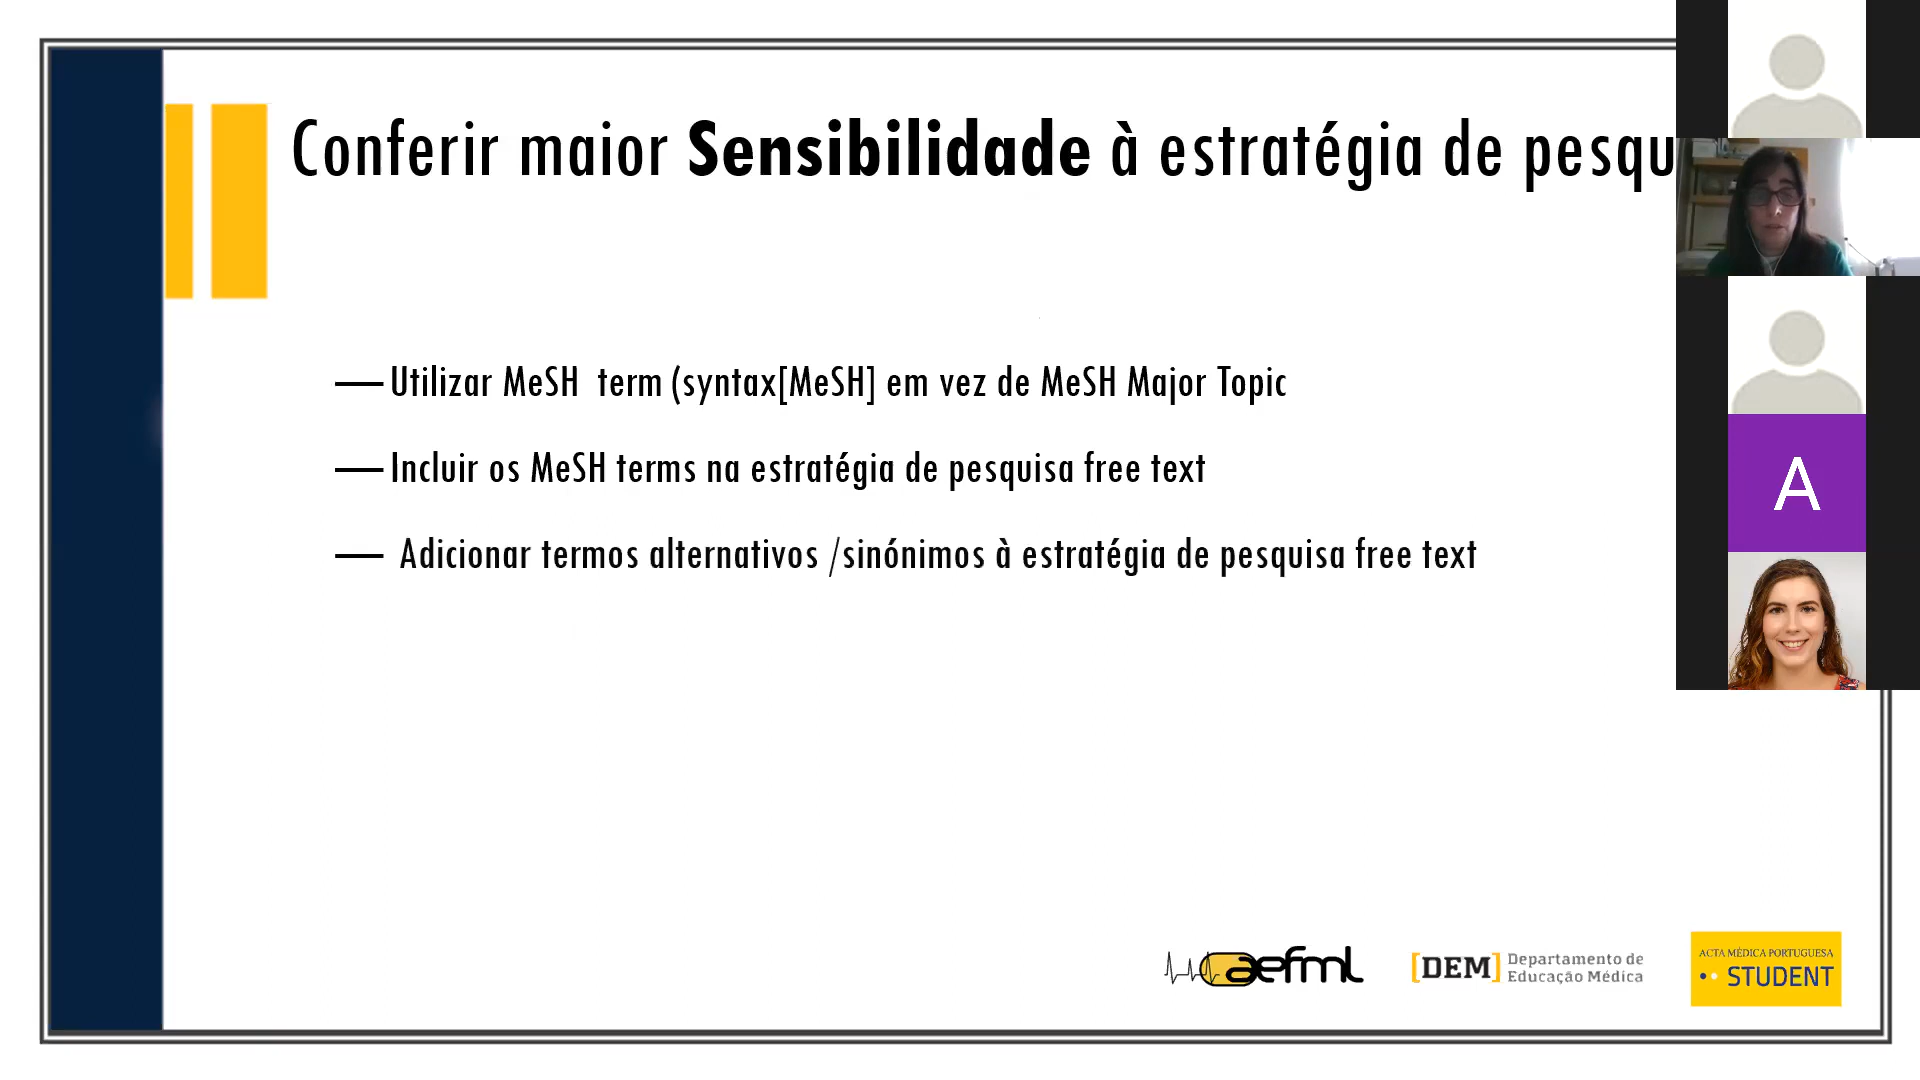 Conferir maior Sensibilidade à estratégia de pesqu
Utilizar MeSH  term (syntax[MeSH] em vez de MeSH Major Topic
Incluir os MeSH terms na estratégia de pesquisa free text
Adicionar termos alternativos /sinónimos à estratégia de pesquisa free text
A
aefml
[DEM] Departamento de
Educação Médica
ACTA MÉDICA PORTUGUESA
STUDENT